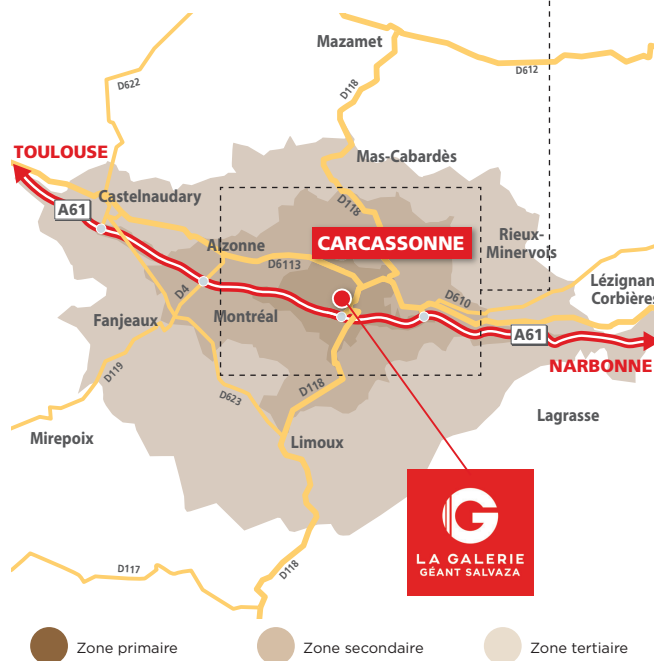 Mazamet
D612
D622
D118
TOULOUSE
Mas-Cabardès
Castelnaudary
A61
D118
Alzonne
CARCASSONNE
Rieux-
Minervois
D6113
D4
Lézignan
Corbières
D610
Fanjeaux
Montréal
A61
D119
NARBONNE
D118
D623
Lagrasse
Mirepoix
Limoux
G
LA GALERIE
GÉANT SALVAZA
D117
D118
Zone primaire
Zone secondaire
Zone tertiaire